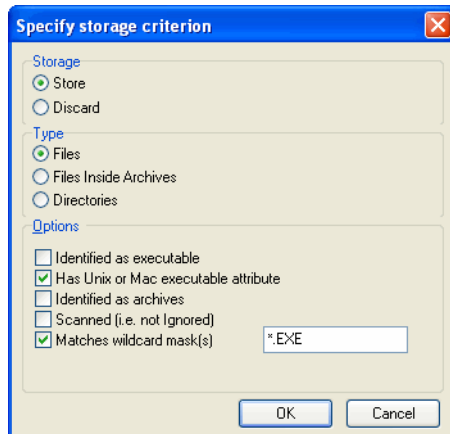 Specify storage criterion
Storage
Store
Discard
Type
Files
Files Inside Archives
Directories
Options
Identified as executable
Has Unix or Mac executable attribute
Identified as archives
Scanned (i.e. not Ignored)
Matches wildcard mask(s) *.EXE
OK Cancel